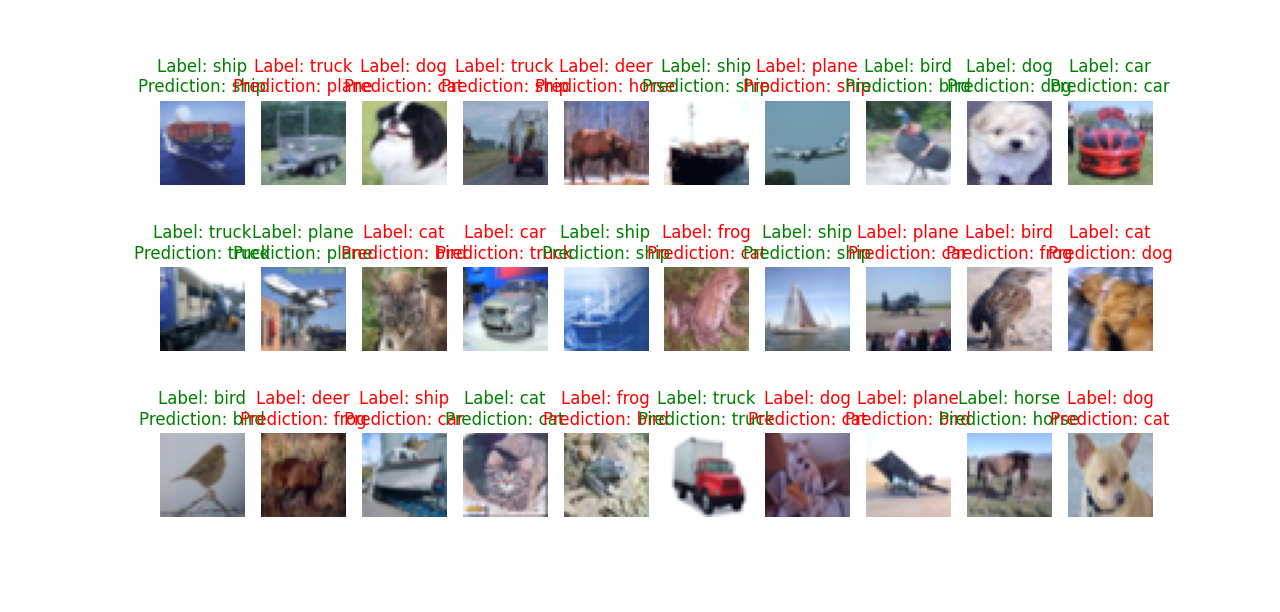 Label: ship Label: truck Label: dog Label: truck Label: deer Label: ship Label: plane Label: bird Label: dog Label: car
Prediction: ship Prediction: plane Prediction: cat Prediction: ship Prediction: horse Prediction: ship Prediction: ship Prediction: bird Prediction: dog Prediction: car
Label: truck Label: plane Label: cat Label: car Label: ship Label: frog Label: ship Label: plane Label: bird Label: cat
Prediction: truck Prediction: plane Prediction: bird Prediction: truck Prediction: ship Prediction: cat Prediction: ship Prediction: car Prediction: frog Prediction: dog
Label: bird Label: deer Label: ship Label: cat Label: frog Label: truck Label: dog Label: plane Label: horse Label: dog
Prediction: bird Prediction: frog Prediction: car Prediction: cat Prediction: bird Prediction: truck Prediction: cat Prediction: bird Prediction: horse Prediction: cat